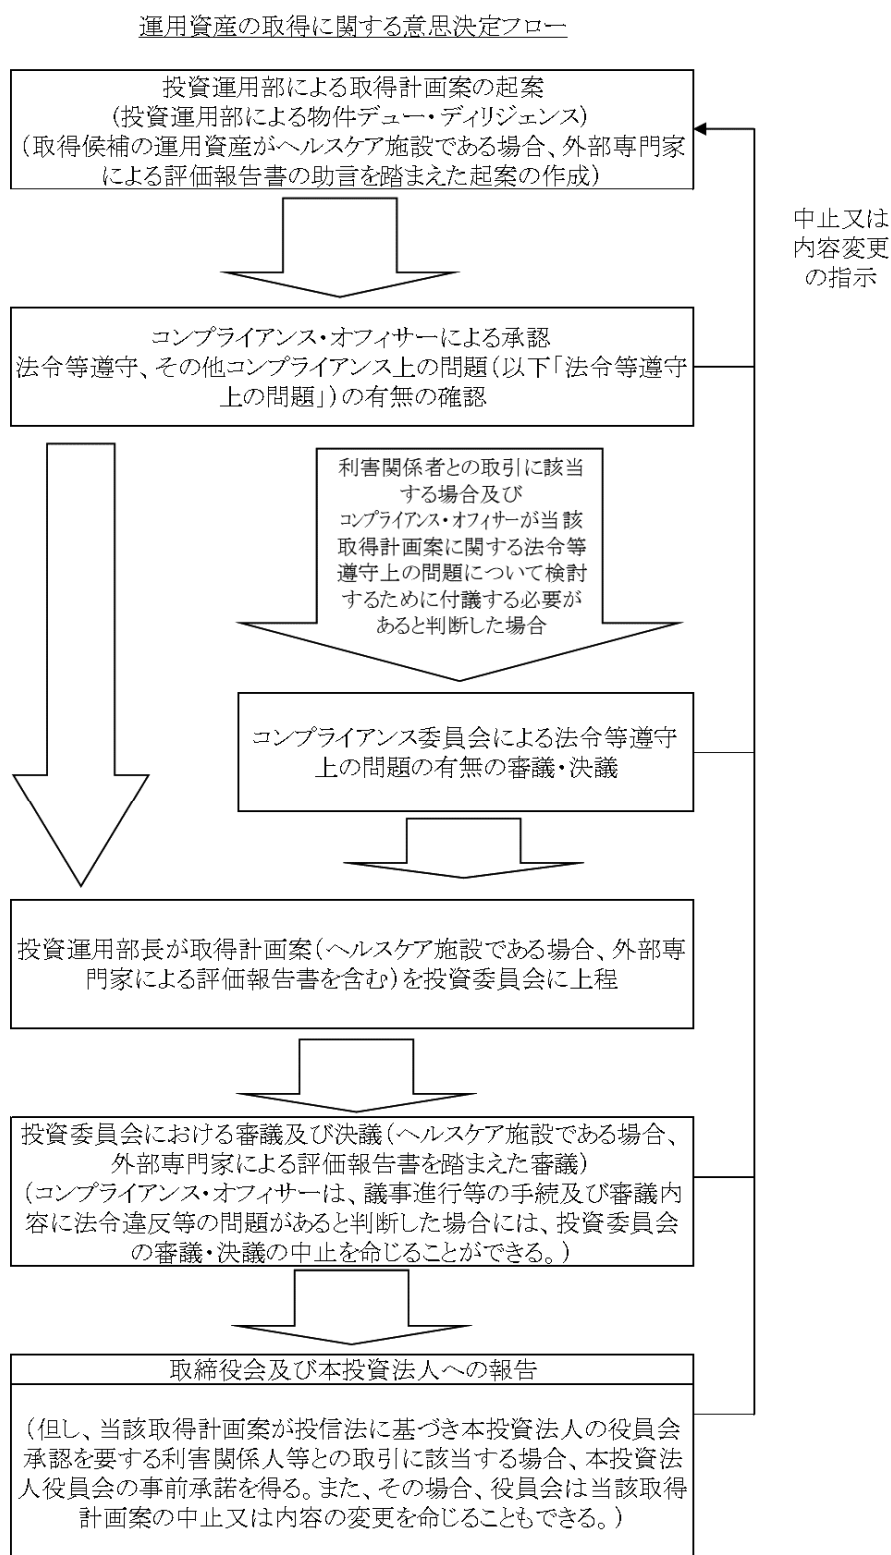 運用資産の取得に関する意思決定フロー
投資運用部による取得計画案の起案
(投資運用部による物件デュー・ディリジェンス)
(取得候補の運用資産がヘルスケア施設である場合、外部専門家
による評価報告書の助言を踏まえた起案の作成)
中止又は
内容変更
の指示
コンプライアンス・オフィサーによる承認
法令等遵守、その他コンプライアンス上の問題(以下「法令等遵守
上の問題」)の有無の確認
利害関係者との取引に該当
する場合及び
コンプライアンス・オフィサーが当該
取得計画案に関する法令等
遵守上の問題について検討
するために付議する必要が
あると判断した場合
コンプライアンス委員会による法令等遵守
上の問題の有無の審議・決議
投資運用部長が取得計画案(ヘルスケア施設である場合、外部専
門家による評価報告書を含む)を投資委員会に上程
投資委員会における審議及び決議(ヘルスケア施設である場合、
外部専門家による評価報告書を踏まえた審議)
(コンプライアンス・オフィサーは、議事進行等の手続及び審議内
容に法令違反等の問題があると判断した場合には、投資委員会
の審議・決議の中止を命じることができる。)
取締役会及び本投資法人への報告
(但し、当該取得計画案が投信法に基づき本投資法人の役員会
承認を要する利害関係人等との取引に該当する場合、本投資法
人役員会の事前承諾を得る。また、その場合、役員会は当該取得
計画案の中止又は内容の変更を命じることもできる。)